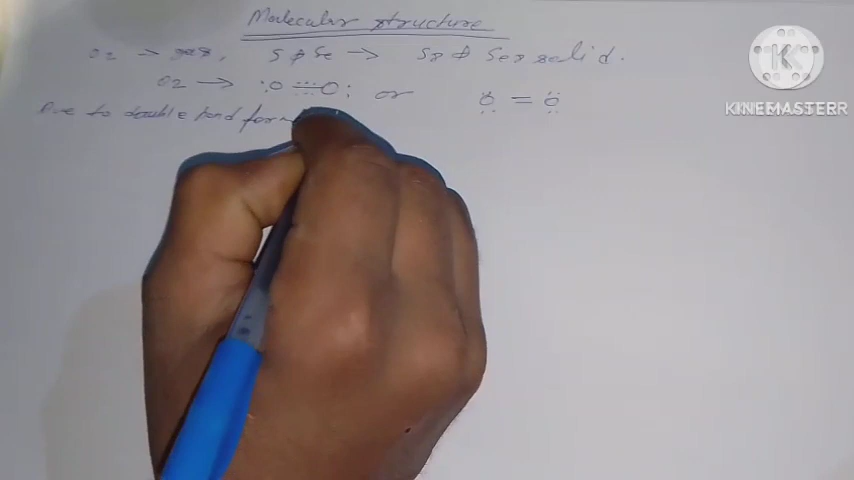 Molecular structure
O2 → gas, S & Se → S8 & Se8 solid.
O2 → :O ⩶ O: or Ö = Ö
Due to double bond form
KINEMASTER